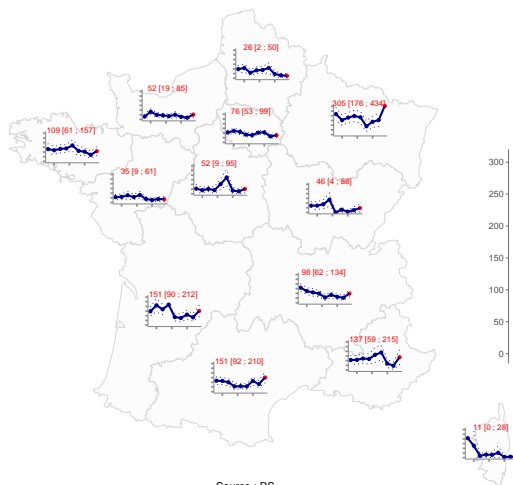 26 [2 ; 50]
52 [19 ; 85]
305 [176 ; 434]
76 [53 ; 99]
109 [61 ; 157]
35 [9 ; 61]
52 [9 ; 95]
46 [4 ; 88]
300
250
200
150
100
50
0
98 [62 ; 134]
151 [90 ; 212]
137 [59 ; 215]
151 [92 ; 210]
11 [0 ; 28]